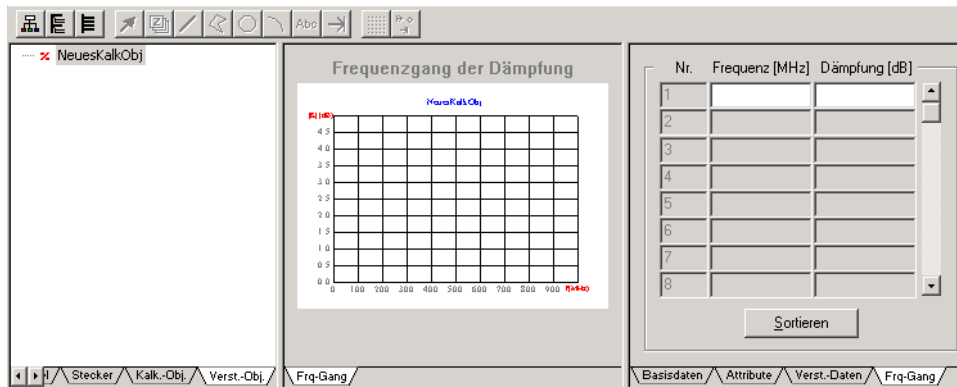 Abc
NeuesKalkObj
Frequenzgang der Dämpfung
NeuesKalkObj
4.5
4.0
3.5
3.0
2.5
2.0
1.5
1.0
0.5
0.0
0 100 200 300 400 500 600 700 800 900 f(MHz)
Nr. Frequenz [MHz] Dämpfung [dB]
1
2
3
4
5
6
7
8
Sortieren
Stecker Kalk.-Obj. Verst.-Obj.
Frq-Gang
Basisdaten Attribute Verst.-Daten Frq-Gang